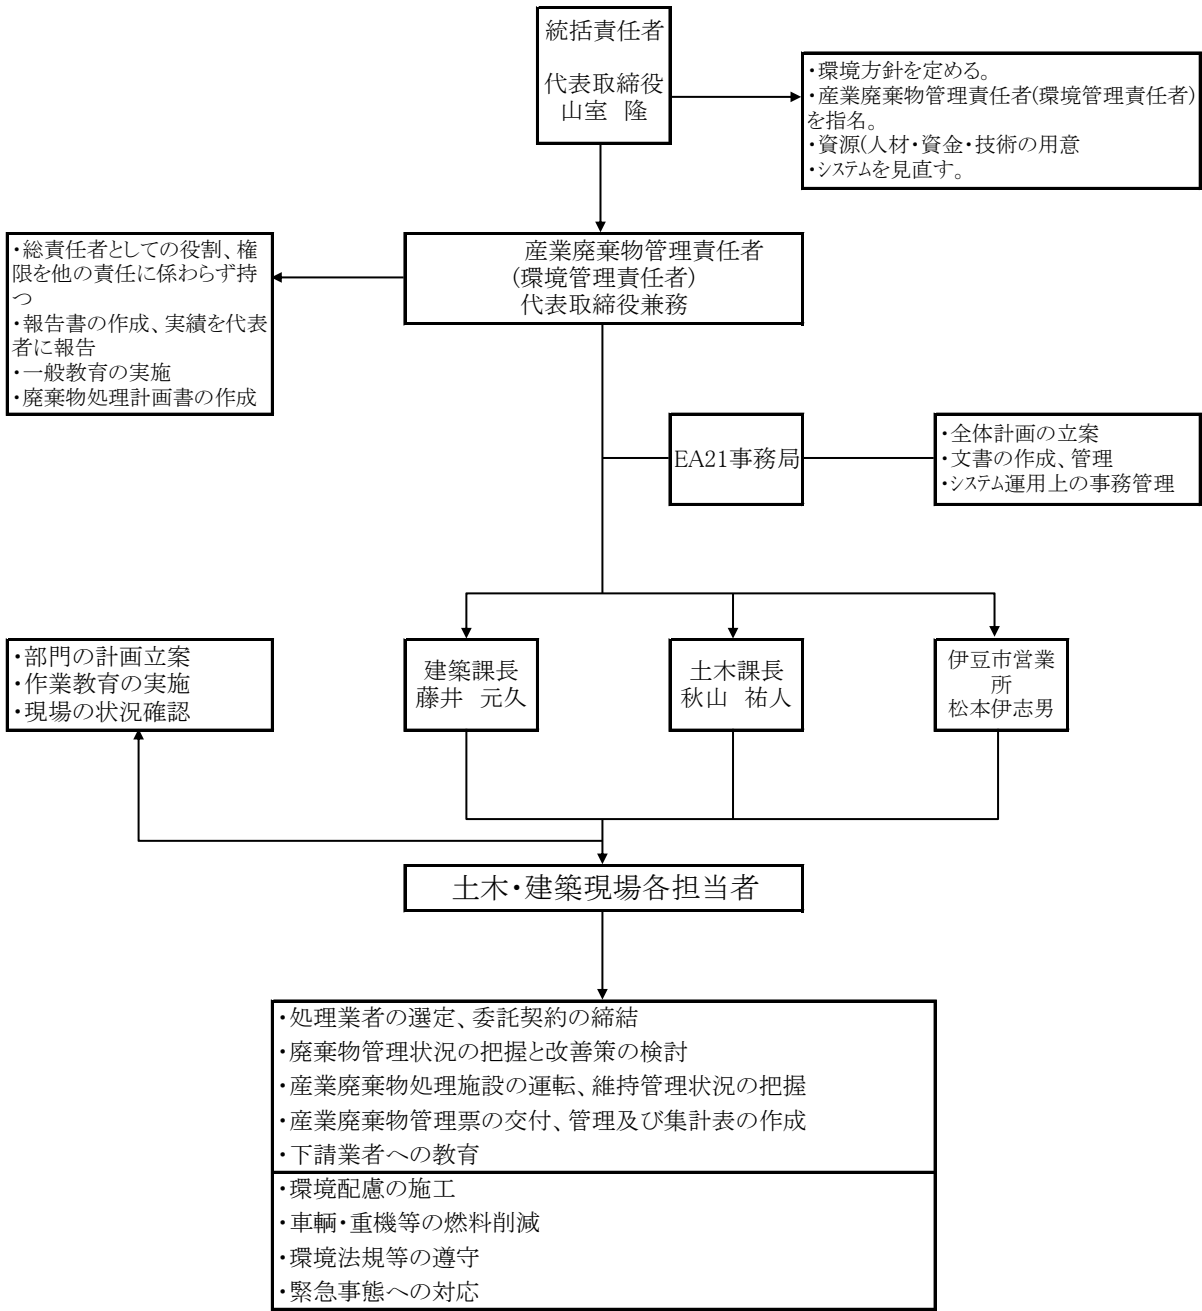 統括責任者
代表取締役
山室 隆
・環境方針を定める。
・産業廃棄物管理責任者(環境管理責任者)
を指名。
・資源(人材・資金・技術の用意
・システムを見直す。
産業廃棄物管理責任者
(環境管理責任者)
代表取締役兼務
・総責任者としての役割、権
限を他の責任に係わらず持
つ
・報告書の作成、実績を代表
者に報告
・一般教育の実施
・廃棄物処理計画書の作成
EA21事務局
・全体計画の立案
・文書の作成、管理
・システム運用上の事務管理
・部門の計画立案
・作業教育の実施
・現場の状況確認
建築課長
藤井 元久
土木課長
秋山 祐人
伊豆市営業
所
松本伊志男
土木・建築現場各担当者
・処理業者の選定、委託契約の締結
・廃棄物管理状況の把握と改善策の検討
・産業廃棄物処理施設の運転、維持管理状況の把握
・産業廃棄物管理票の交付、管理及び集計表の作成
・下請業者への教育
・環境配慮の施工
・車輌・重機等の燃料削減
・環境法規等の遵守
・緊急事態への対応